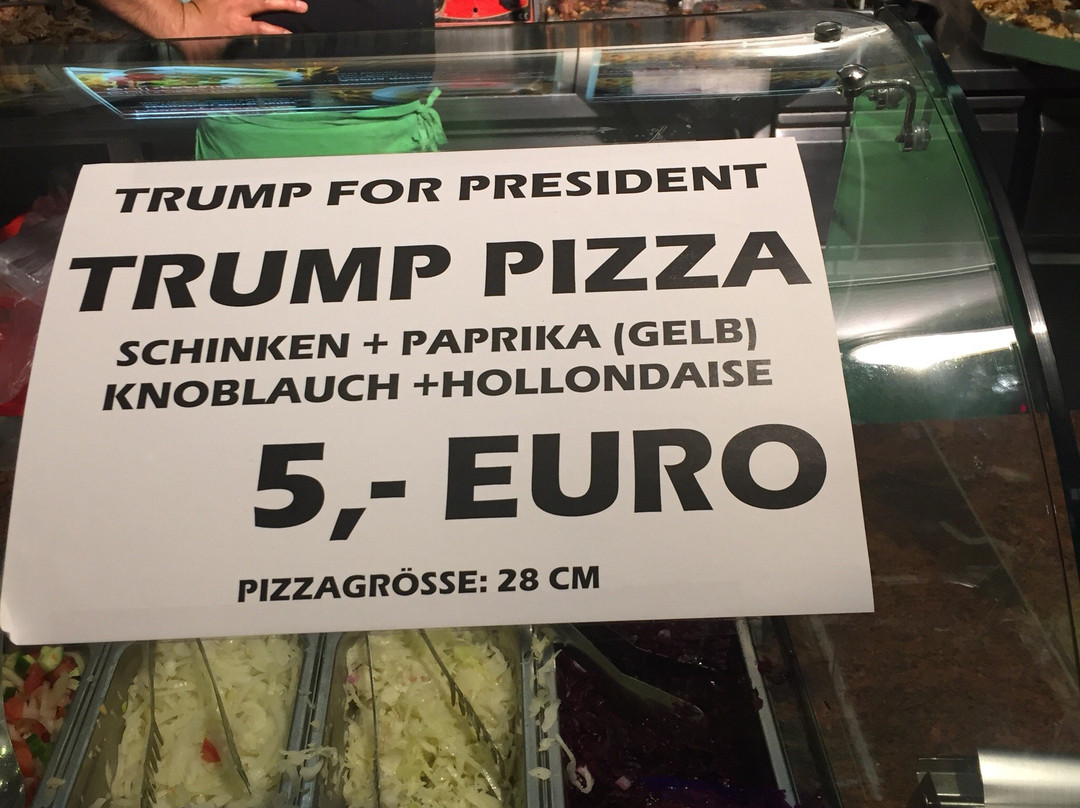 TRUMP FOR PRESIDENT
TRUMP PIZZA
SCHINKEN + PAPRIKA (GELB)
KNOBLAUCH +HOLLONDAISE
5,- EURO
PIZZAGRÖSSE: 28 CM